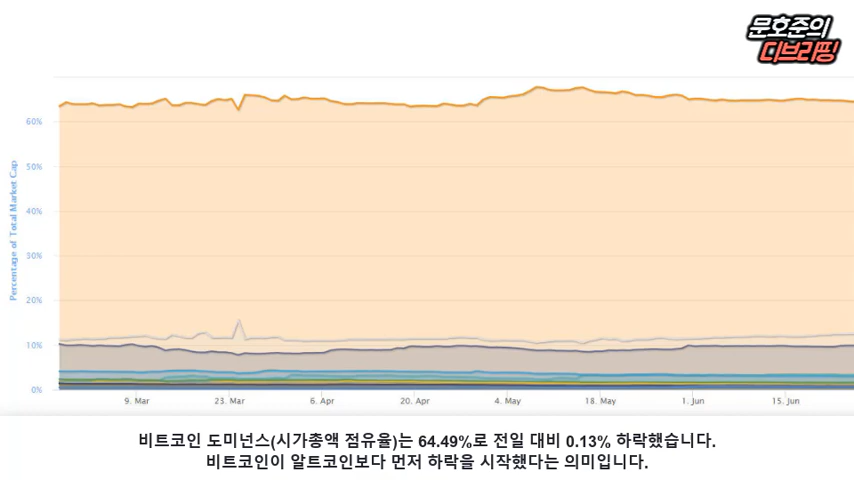 문호준의
디브리핑
Percentage of Total Market Cap
60%
50%
40%
30%
20%
10%
0%
9. Mar
23. Mar
6. Apr
20. Apr
4. May
18. May
1. Jun
15. Jun
비트코인 도미넌스(시가총액 점유율)는 64.49%로 전일 대비 0.13% 하락했습니다.
비트코인이 알트코인보다 먼저 하락을 시작했다는 의미입니다.